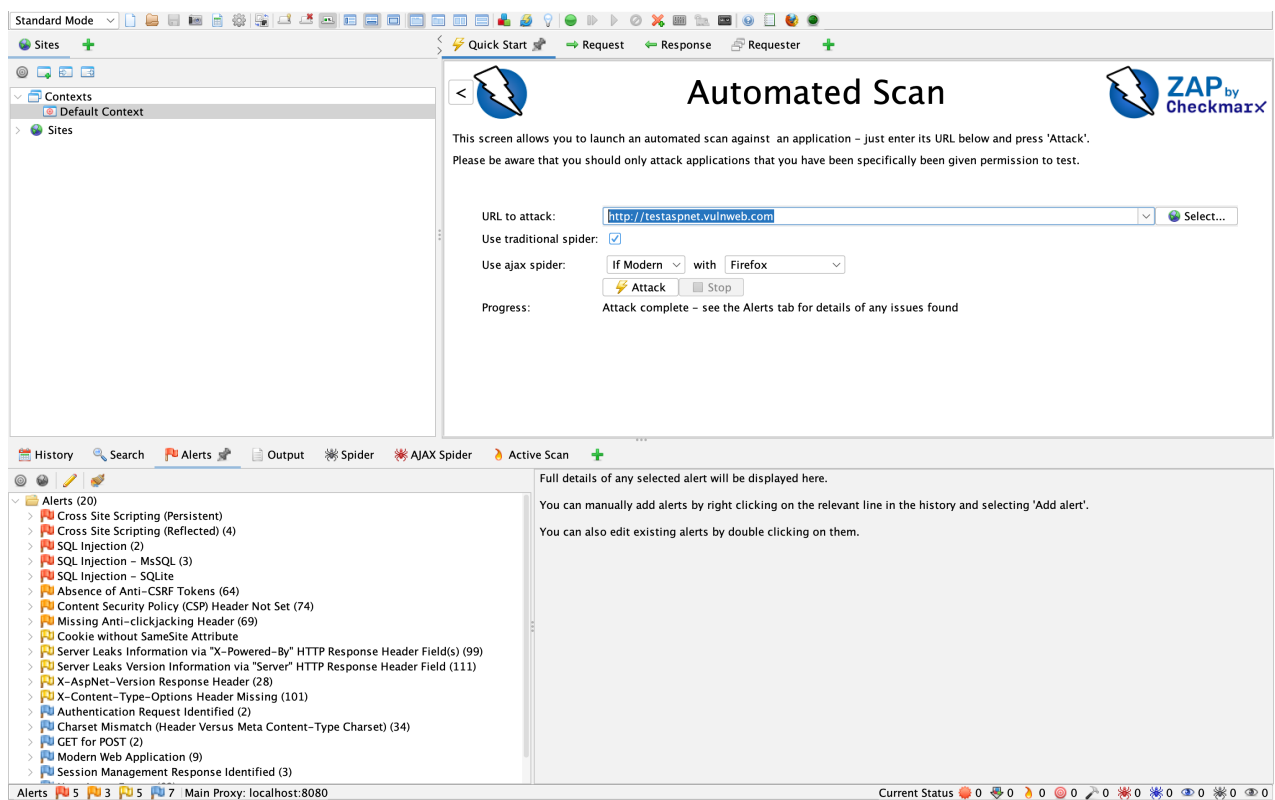 Standard Mode
Sites
Quick Start
Request
Response
Requester
Contexts
Default Context
Sites
<
Automated Scan
ZAP by
Checkmarx
This screen allows you to launch an automated scan against  an application - just enter its URL below and press 'Attack'.
Please be aware that you should only attack applications that you have been specifically been given permission to test.
URL to attack:
http://testaspnet.vulnweb.com
Select...
Use traditional spider:
Use ajax spider:
If Modern
with
Firefox
Attack
Stop
Progress:
Attack complete - see the Alerts tab for details of any issues found
History
Search
Alerts
Output
Spider
AJAX Spider
Active Scan
Alerts (20)
Cross Site Scripting (Persistent)
Cross Site Scripting (Reflected) (4)
SQL Injection (2)
SQL Injection - MsSQL (3)
SQL Injection - SQLite
Absence of Anti-CSRF Tokens (64)
Content Security Policy (CSP) Header Not Set (74)
Missing Anti-clickjacking Header (69)
Cookie without SameSite Attribute
Server Leaks Information via "X-Powered-By" HTTP Response Header Field(s) (99)
Server Leaks Version Information via "Server" HTTP Response Header Field (111)
X-AspNet-Version Response Header (28)
X-Content-Type-Options Header Missing (101)
Authentication Request Identified (2)
Charset Mismatch (Header Versus Meta Content-Type Charset) (34)
GET for POST (2)
Modern Web Application (9)
Session Management Response Identified (3)
Full details of any selected alert will be displayed here.
You can manually add alerts by right clicking on the relevant line in the history and selecting 'Add alert'.
You can also edit existing alerts by double clicking on them.
Alerts 5 3 5 7 Main Proxy: localhost:8080
Current Status 0 0 0 0 0 0 0 0 0 0